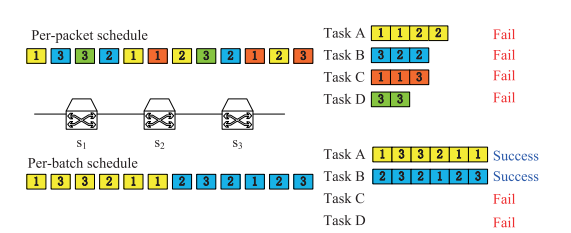 Per-packet schedule
1 3 3 2 1 1 2 3 2 1 2 3
Task A 1 1 2 2 Fail
Task B 3 2 2 Fail
Task C 1 1 3 Fail
Task D 3 3 Fail
s1 s2 s3
Per-batch schedule
1 3 3 2 1 1 2 3 2 1 2 3
Task A 1 3 3 2 1 1 Success
Task B 2 3 2 1 2 3 Success
Task C Fail
Task D Fail